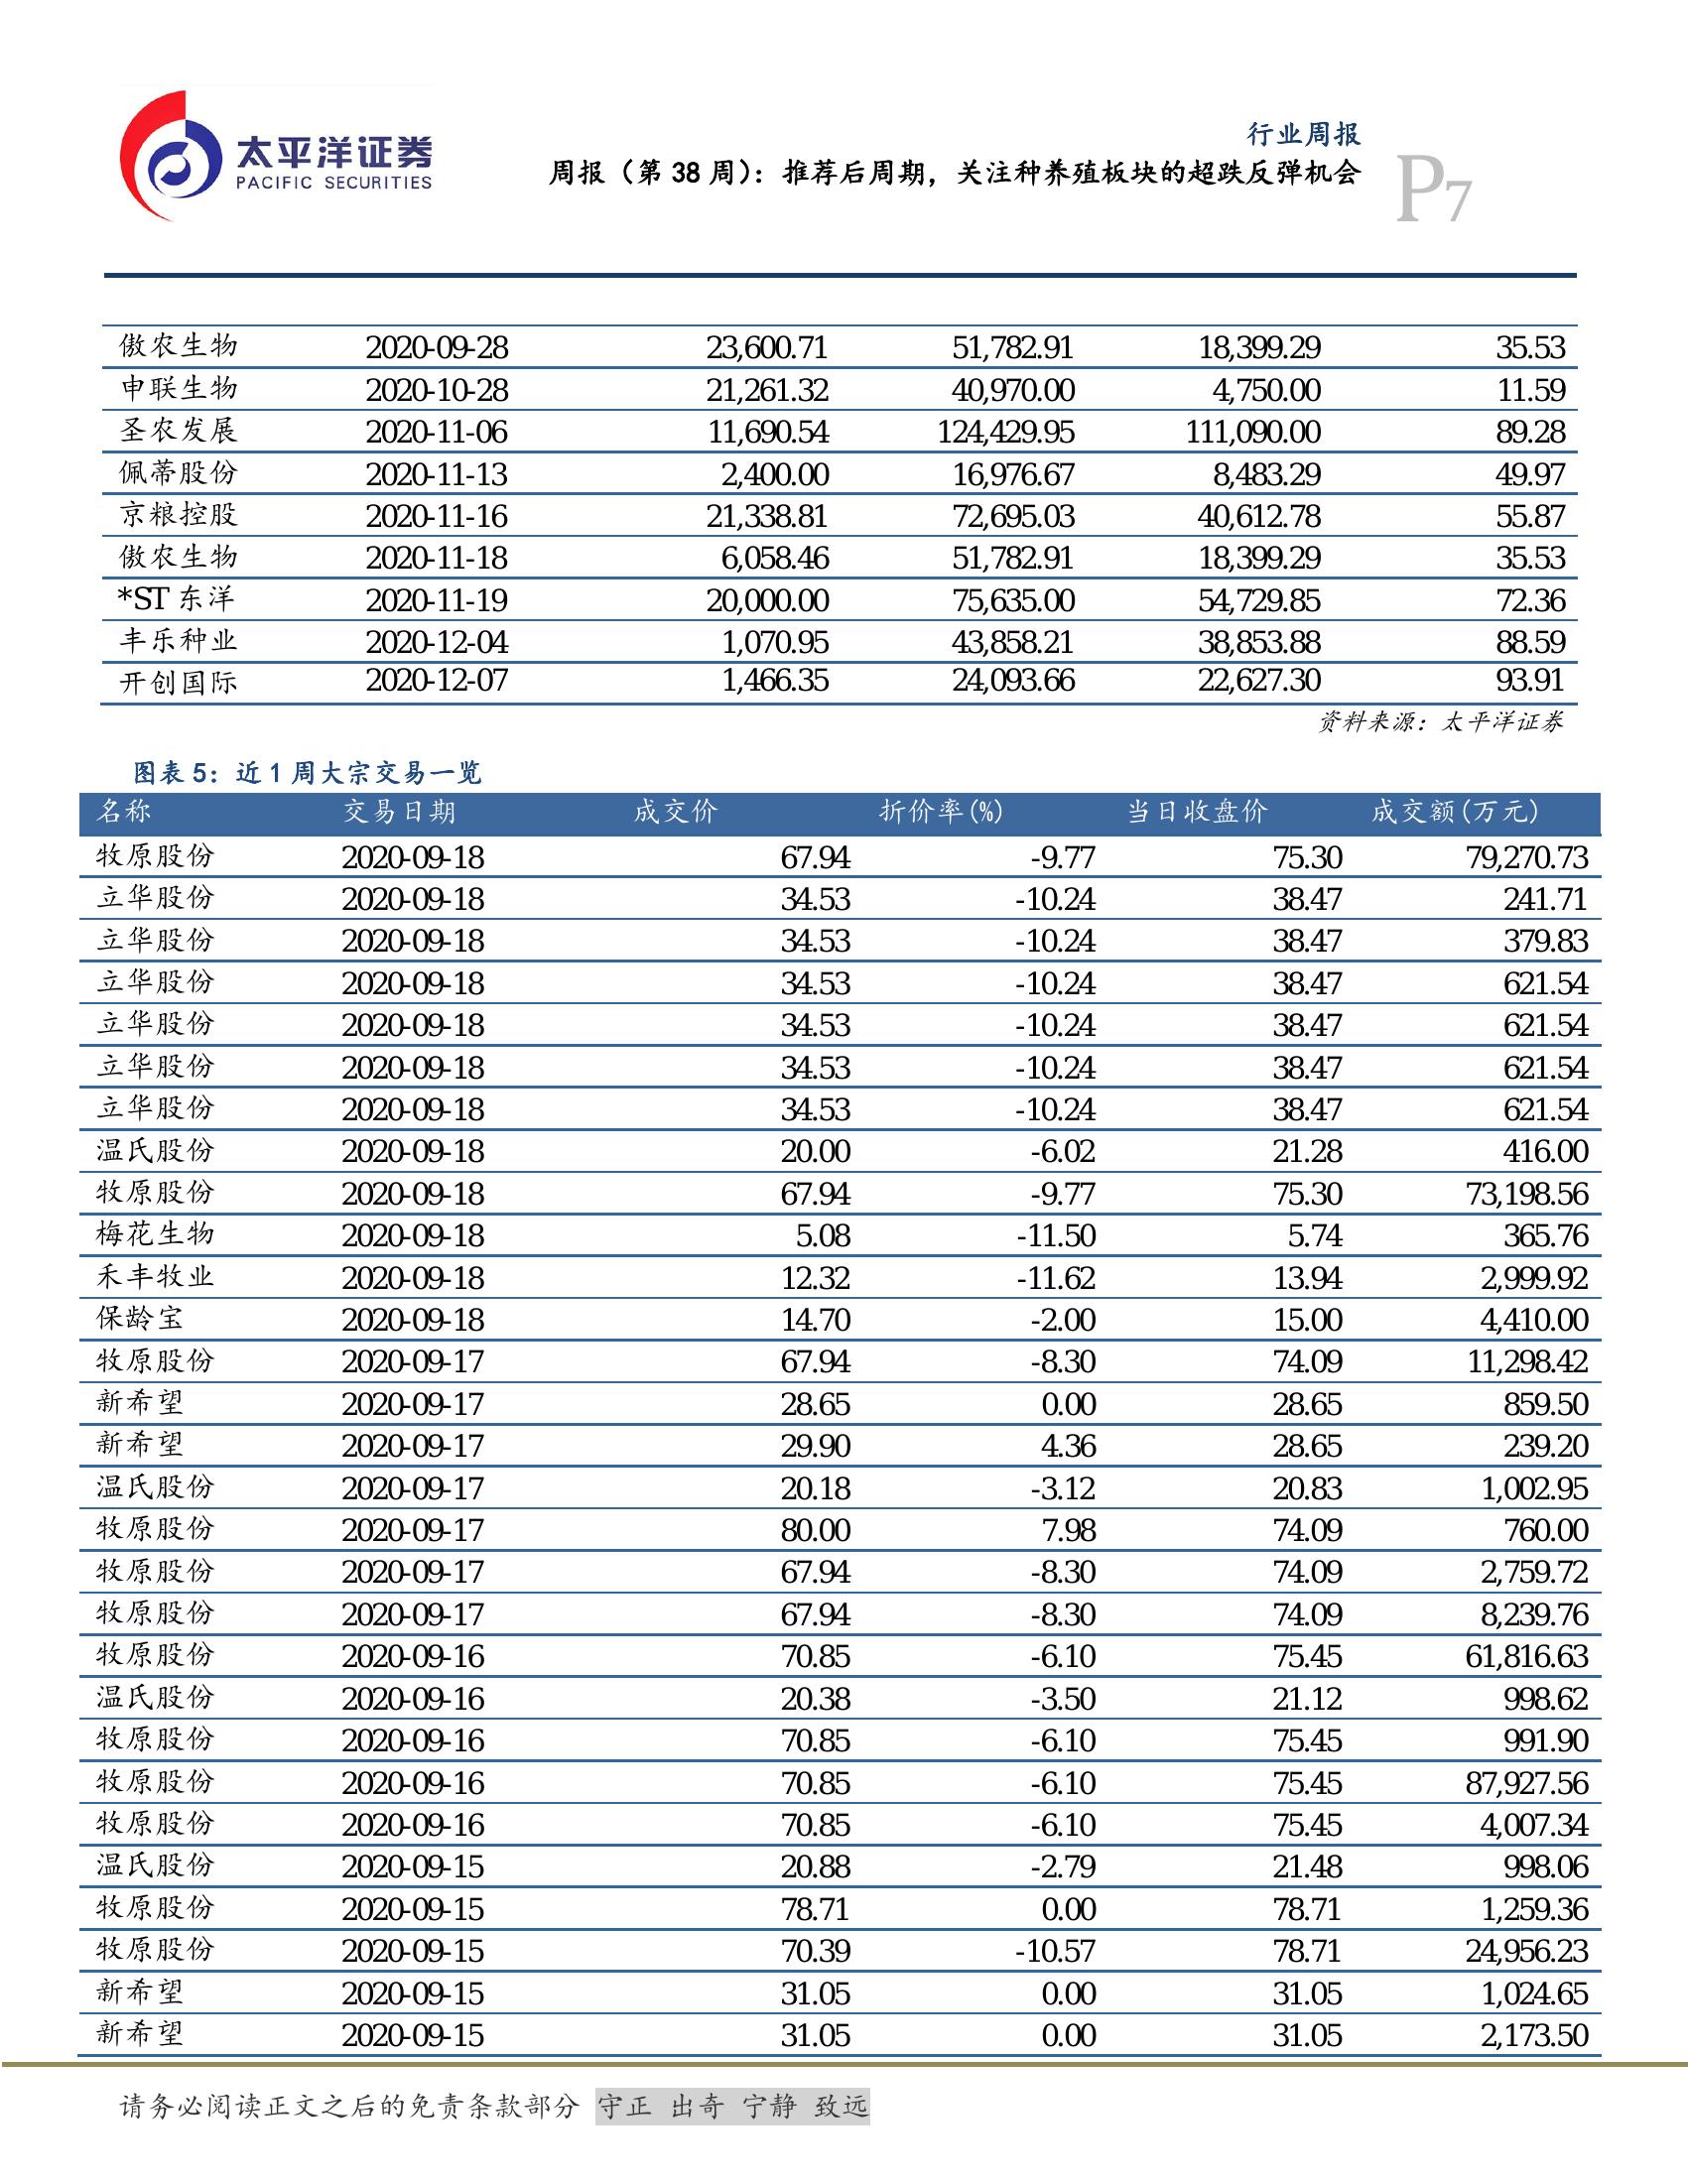 太平洋证券
PACIFIC SECURITIES
行业周报
周报（第 38 周）：推荐后周期，关注种养殖板块的超跌反弹机会
P7
傲农生物 2020-09-28 23,600.71 51,782.91 18,399.29 35.53
申联生物 2020-10-28 21,261.32 40,970.00 4,750.00 11.59
圣农发展 2020-11-06 11,690.54 124,429.95 111,090.00 89.28
佩蒂股份 2020-11-13 2,400.00 16,976.67 8,483.29 49.97
京粮控股 2020-11-16 21,338.81 72,695.03 40,612.78 55.87
傲农生物 2020-11-18 6,058.46 51,782.91 18,399.29 35.53
*ST 东洋 2020-11-19 20,000.00 75,635.00 54,729.85 72.36
丰乐种业 2020-12-04 1,070.95 43,858.21 38,853.88 88.59
开创国际 2020-12-07 1,466.35 24,093.66 22,627.30 93.91
资料来源：太平洋证券
图表 5：近 1 周大宗交易一览
名称 交易日期 成交价 折价率(%) 当日收盘价 成交额(万元)
牧原股份 2020-09-18 67.94 -9.77 75.30 79,270.73
立华股份 2020-09-18 34.53 -10.24 38.47 241.71
立华股份 2020-09-18 34.53 -10.24 38.47 379.83
立华股份 2020-09-18 34.53 -10.24 38.47 621.54
立华股份 2020-09-18 34.53 -10.24 38.47 621.54
立华股份 2020-09-18 34.53 -10.24 38.47 621.54
立华股份 2020-09-18 34.53 -10.24 38.47 621.54
温氏股份 2020-09-18 20.00 -6.02 21.28 416.00
牧原股份 2020-09-18 67.94 -9.77 75.30 73,198.56
梅花生物 2020-09-18 5.08 -11.50 5.74 365.76
禾丰牧业 2020-09-18 12.32 -11.62 13.94 2,999.92
保龄宝 2020-09-18 14.70 -2.00 15.00 4,410.00
牧原股份 2020-09-17 67.94 -8.30 74.09 11,298.42
新希望 2020-09-17 28.65 0.00 28.65 859.50
新希望 2020-09-17 29.90 4.36 28.65 239.20
温氏股份 2020-09-17 20.18 -3.12 20.83 1,002.95
牧原股份 2020-09-17 80.00 7.98 74.09 760.00
牧原股份 2020-09-17 67.94 -8.30 74.09 2,759.72
牧原股份 2020-09-17 67.94 -8.30 74.09 8,239.76
牧原股份 2020-09-16 70.85 -6.10 75.45 61,816.63
温氏股份 2020-09-16 20.38 -3.50 21.12 998.62
牧原股份 2020-09-16 70.85 -6.10 75.45 991.90
牧原股份 2020-09-16 70.85 -6.10 75.45 87,927.56
牧原股份 2020-09-16 70.85 -6.10 75.45 4,007.34
温氏股份 2020-09-15 20.88 -2.79 21.48 998.06
牧原股份 2020-09-15 78.71 0.00 78.71 1,259.36
牧原股份 2020-09-15 70.39 -10.57 78.71 24,956.23
新希望 2020-09-15 31.05 0.00 31.05 1,024.65
新希望 2020-09-15 31.05 0.00 31.05 2,173.50
请务必阅读正文之后的免责条款部分 守正 出奇 宁静 致远